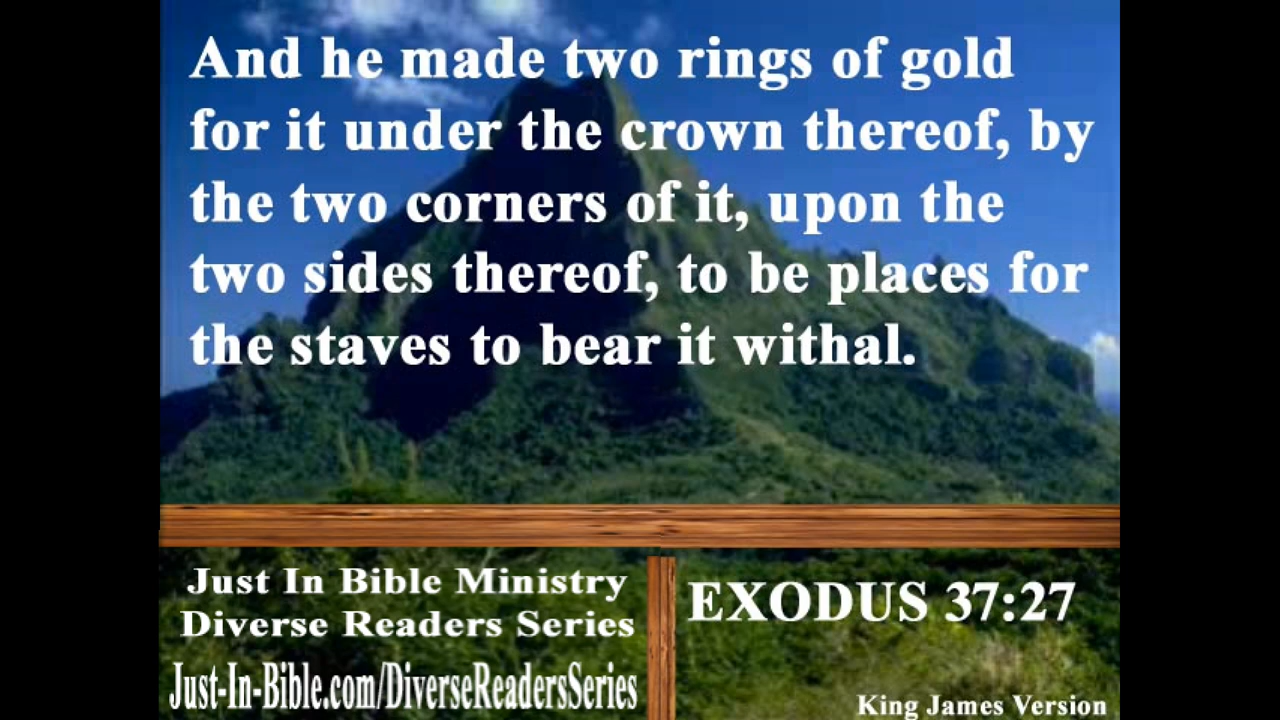 And he made two rings of gold
for it under the crown thereof, by
the two corners of it, upon the
two sides thereof, to be places for
the staves to bear it withal.
Just In Bible Ministry
Diverse Readers Series
Just-In-Bible.com/DiverseReadersSeries
EXODUS 37:27
King James Version